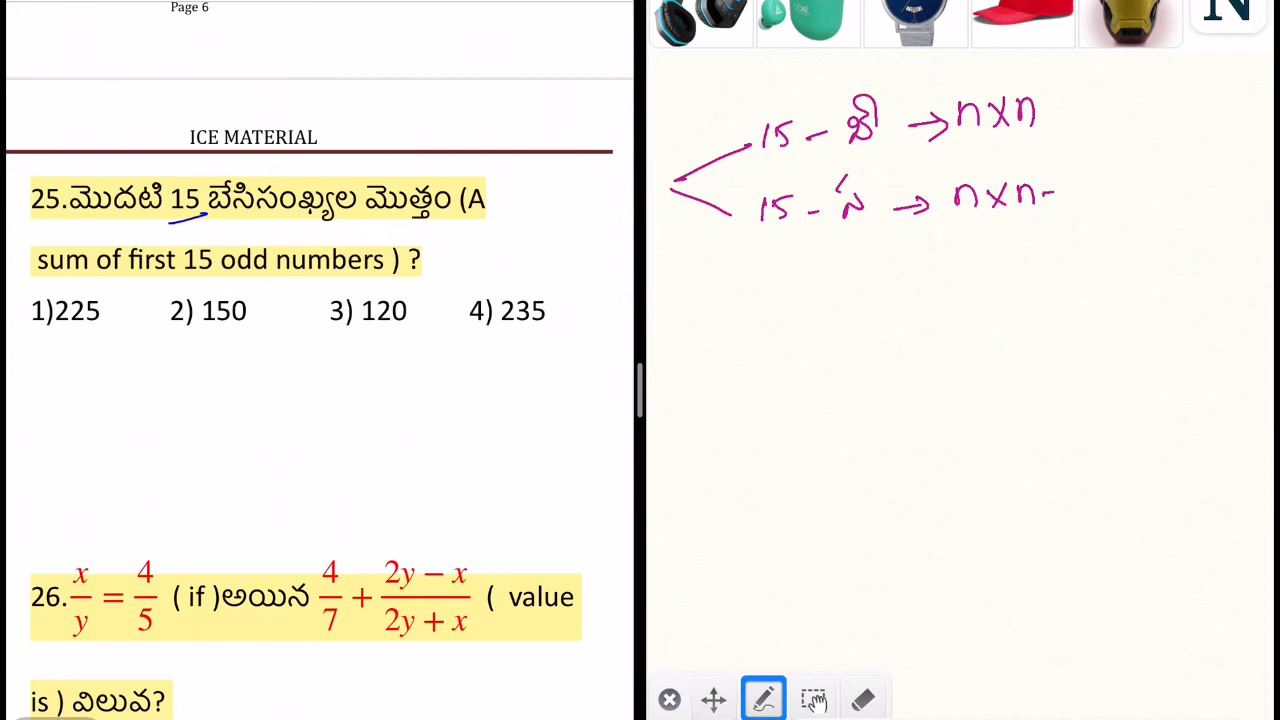 Page 6
ICE MATERIAL
25.మొదటి 15 బేసిసంఖ్యల మొత్తం (A
sum of first 15 odd numbers ) ?
1)225 2) 150 3) 120 4) 235
26. x/y = 4/5 ( if )అయిన 4/7 + 2y − x/2y + x ( value
is ) విలువ?
N
15 - బే → n×n
15 - స → n×n-